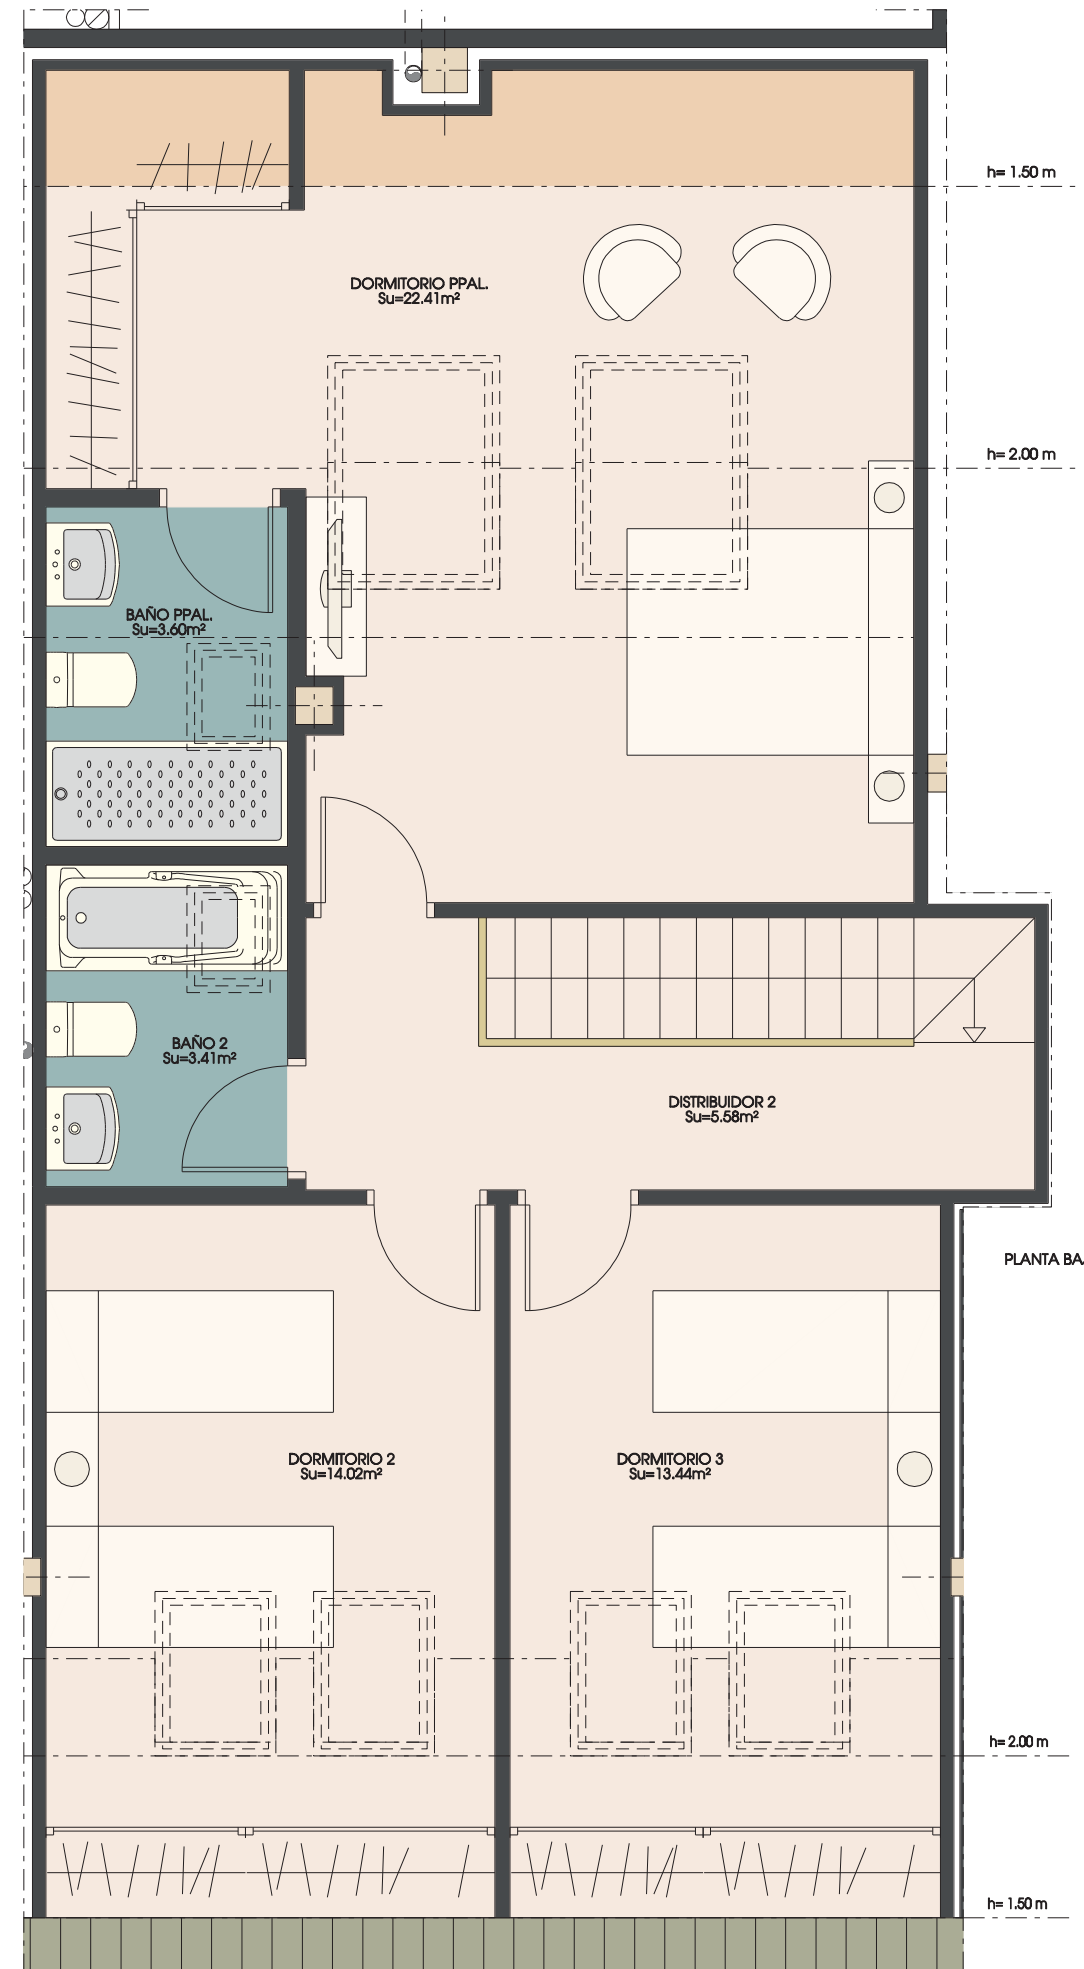 h= 1.50 m
DORMITORIO PPAL.
Su=22.41m²
h= 2.00 m
BAÑO PPAL.
Su=3.60m²
BAÑO 2
Su=3.41m²
DISTRIBUIDOR 2
Su=5.58m²
PLANTA BA
DORMITORIO 2
Su=14.02m²
DORMITORIO 3
Su=13.44m²
h= 2.00 m
h= 1.50 m